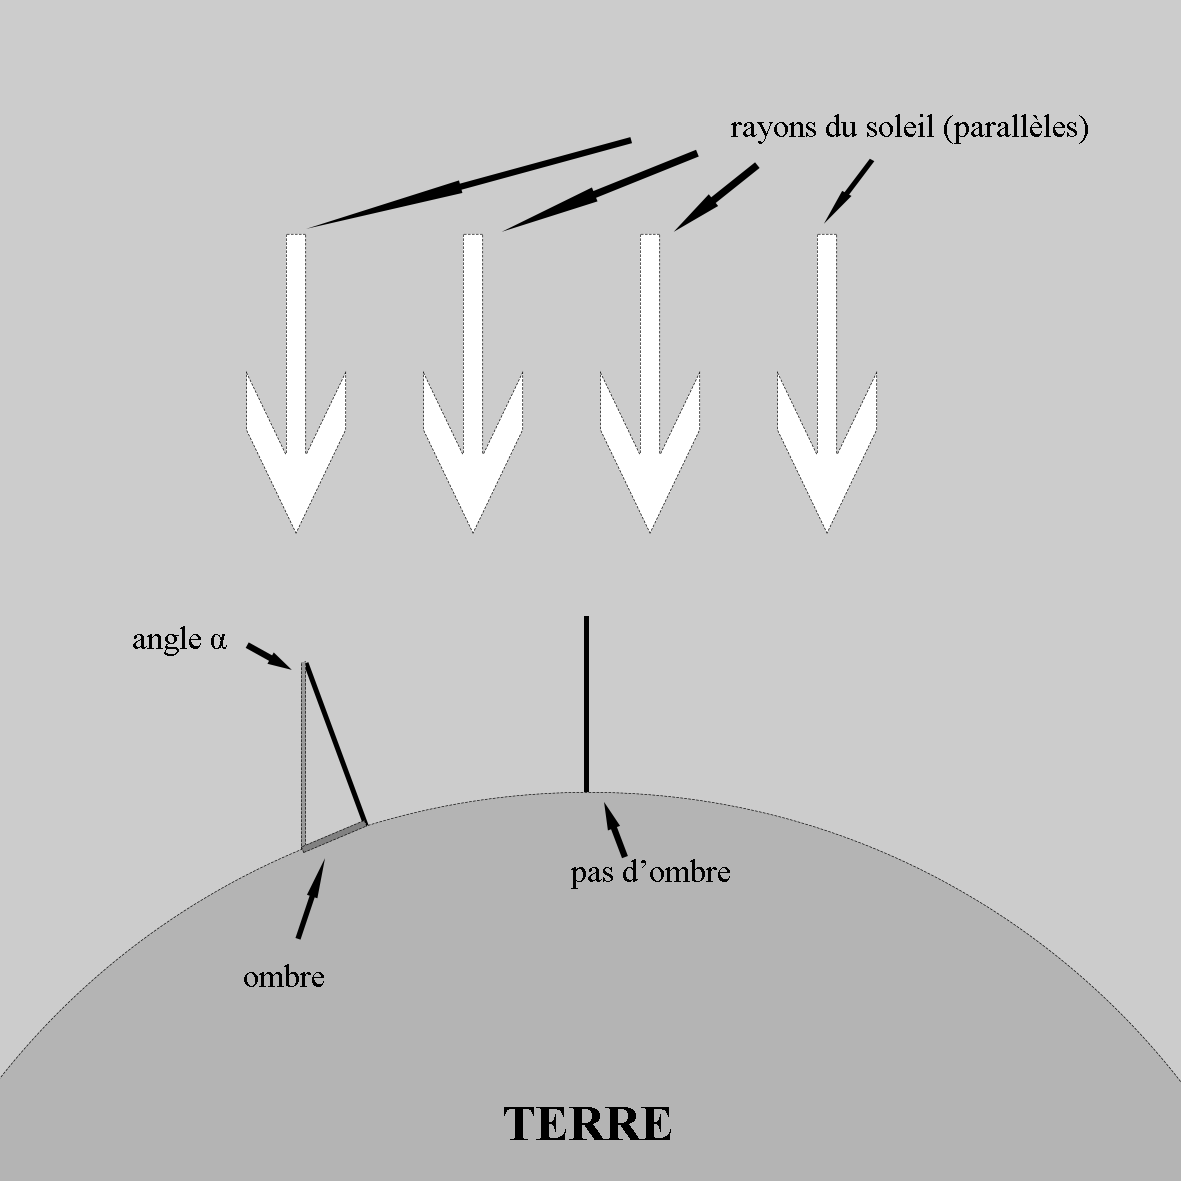 rayons du soleil (parallèles)
angle α
pas d’ombre
ombre
TERRE